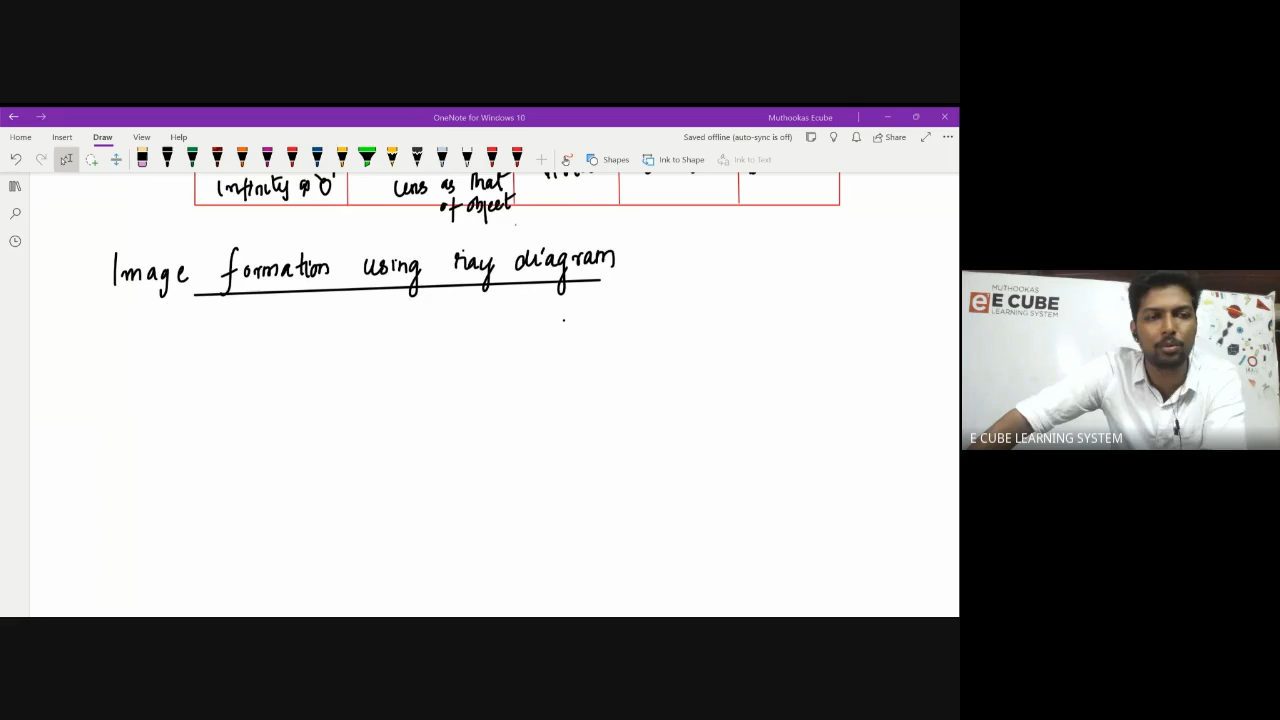 OneNote for Windows 10
Muthookas Ecube
Home Insert Draw View Help
Saved offline (auto-sync is off)
Share
Shapes
Ink to Shape
Ink to Text
infinity
lens as that
of object
Image formation using ray diagram
MUTHOOKAS
e E CUBE
LEARNING SYSTEM
E CUBE LEARNING SYSTEM